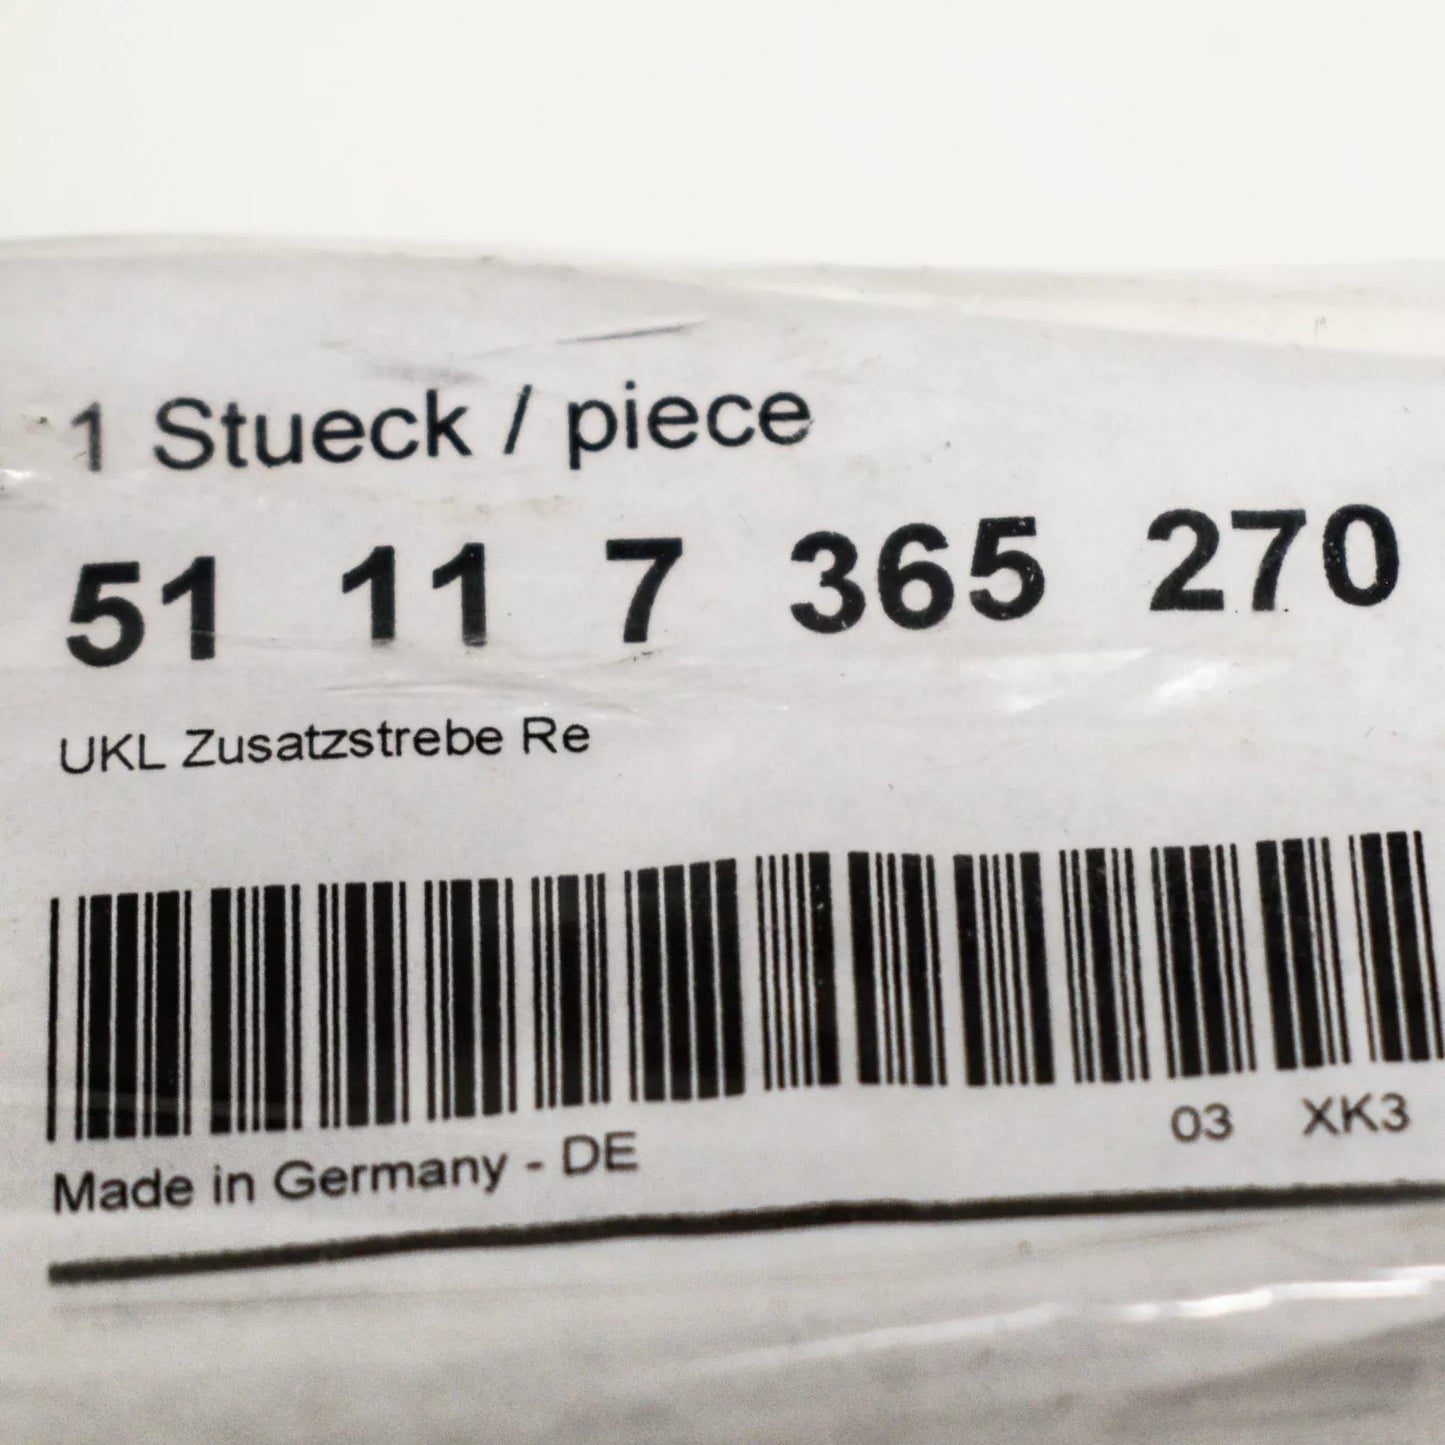 1 Stueck / piece
51 11 7 365 270
UKL Zusatzstrebe Re
Made in Germany - DE 03 XK3